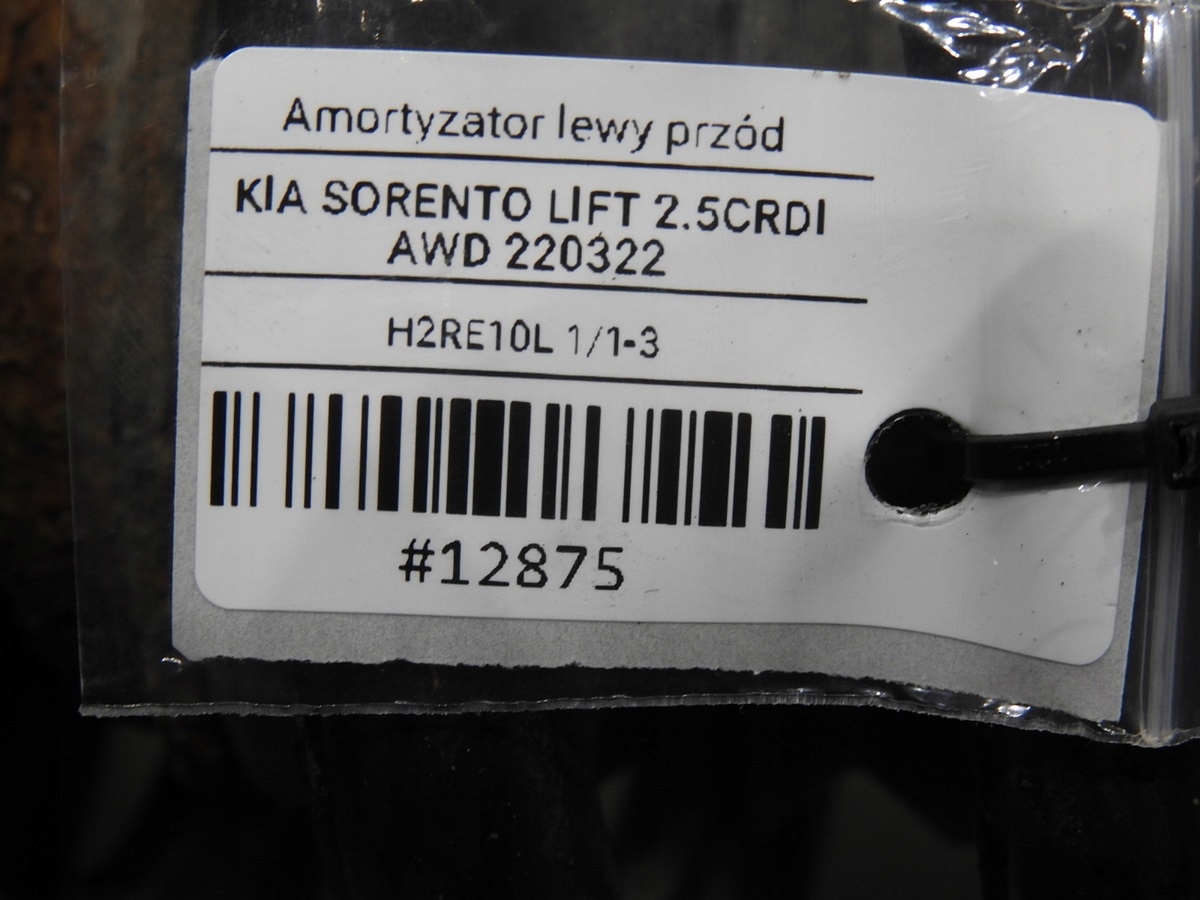 Amortyzator lewy przód
KIA SORENTO LIFT 2.5CRDI
AWD 220322
H2RE10L 1/1-3
#12875